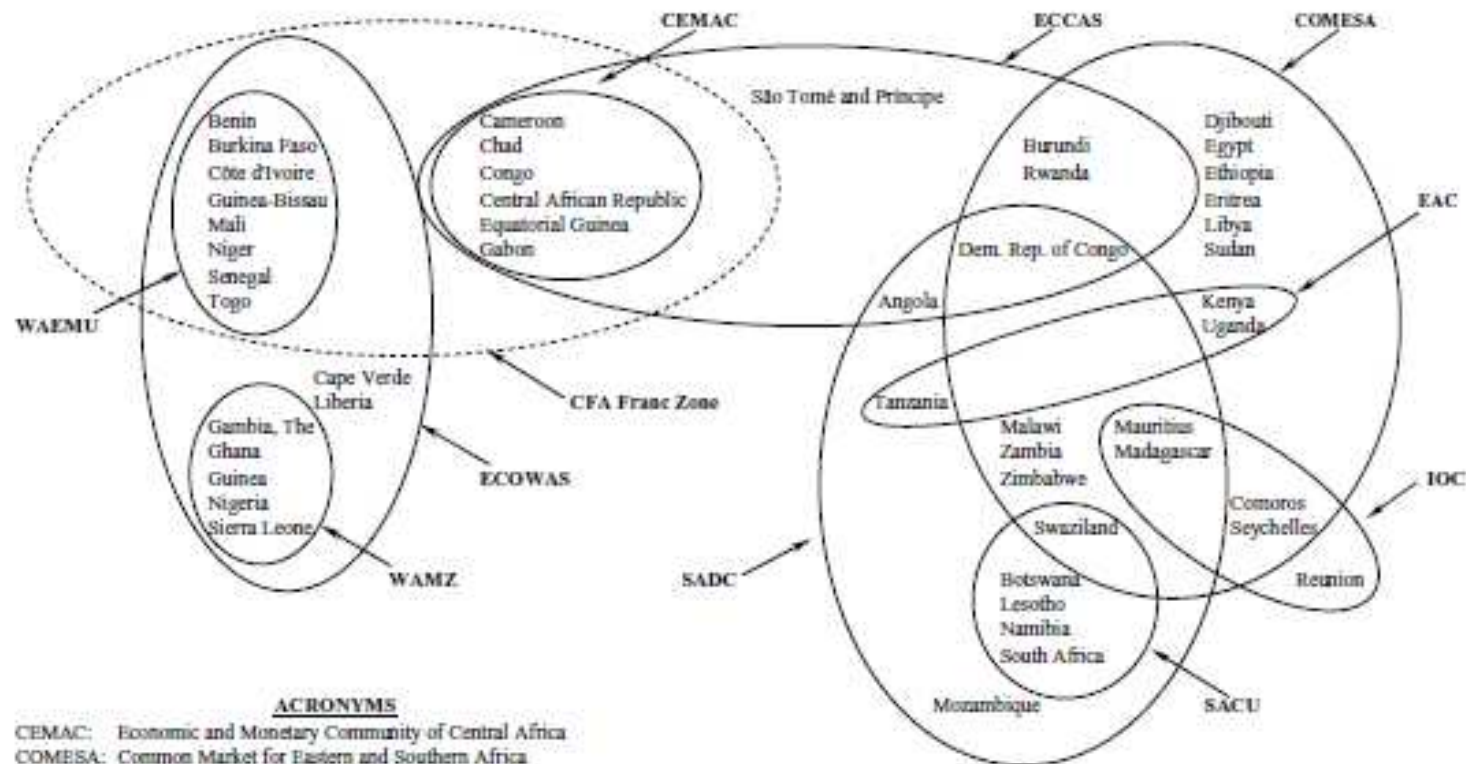 CEMAC
ECCAS
COMESA
São Tomé and Príncipe
Benin
Burkina Faso
Côte d'Ivoire
Guinea-Bissau
Mali
Niger
Senegal
Togo
Cameroon
Chad
Congo
Central African Republic
Equatorial Guinea
Gabon
Burundi
Rwanda
Djibouti
Egypt
Ethiopia
Eritrea
Libya
Sudan
EAC
Dem. Rep. of Congo
Angola
Kenya
Uganda
WAEMU
Cape Verde
Liberia
CFA Franc Zone
Tanzania
Gambia, The
Ghana
Guinea
Nigeria
Sierra Leone
ECOWAS
Malawi
Zambia
Zimbabwe
Mauritius
Madagascar
IOC
Comoros
Seychelles
Swaziland
WAMZ
SADC
Reunion
Botswana
Lesotho
Namibia
South Africa
Mozambique
SACU
ACRONYMS
CEMAC: Economic and Monetary Community of Central Africa
COMESA: Common Market for Eastern and Southern Africa